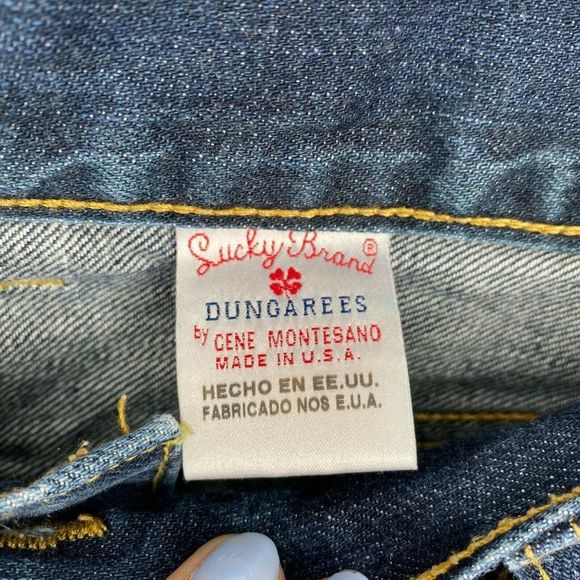 Lucky Brand®
DUNGAREES
by GENE MONTESANO
MADE IN U.S.A.
HECHO EN EE.UU.
FABRICADO NOS E.U.A.